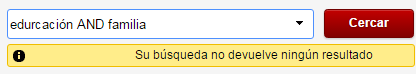 edurcación AND familia
Cercar
Su búsqueda no devuelve ningún resultado